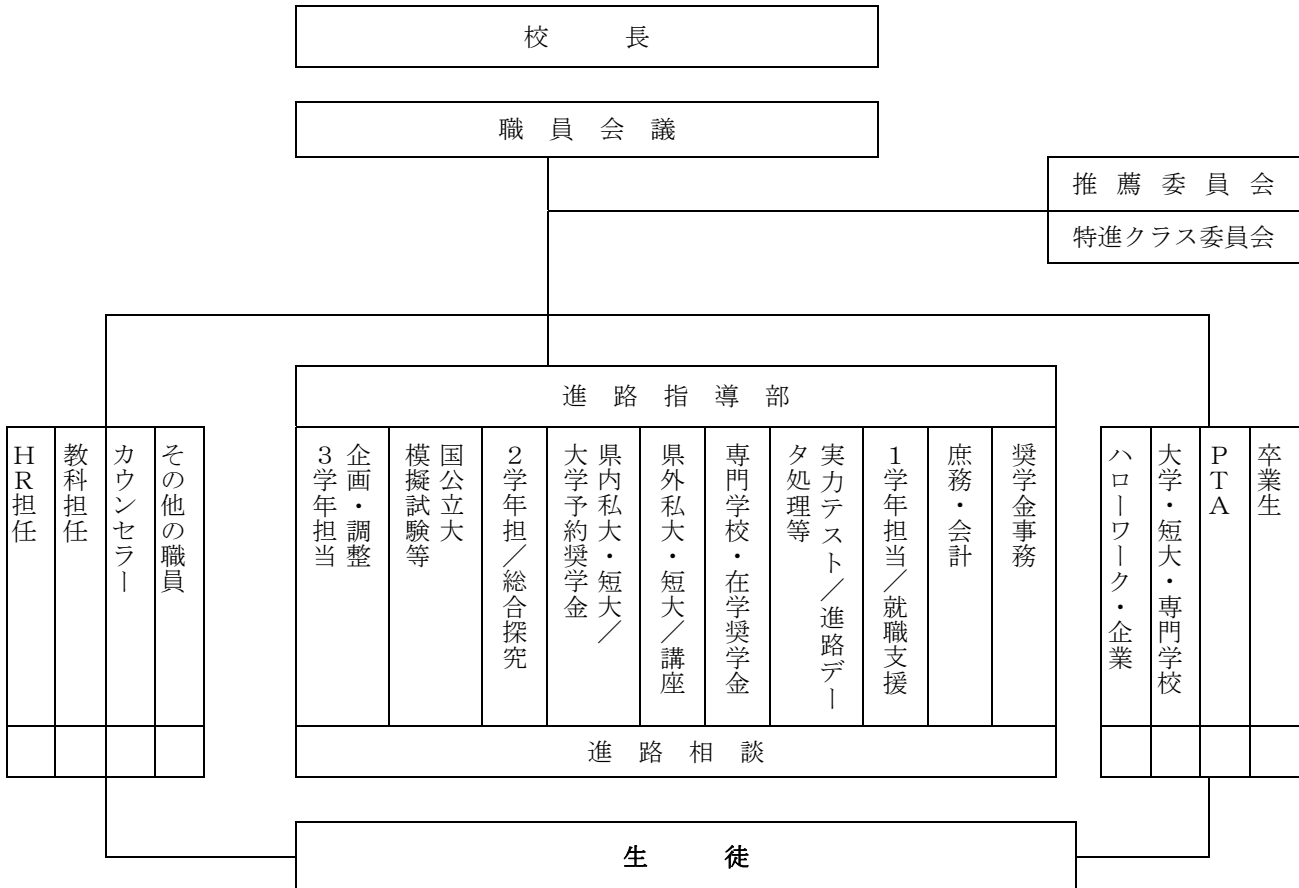 校長
職員会議
推薦委員会
特進クラス委員会
進路指導部
HR担任
教科担任
カウンセラー
その他の職員
企画・調整
3学年担当
国公立大
模擬試験等
2学年担/総合探究
県内私大・短大/
大学予約奨学金
県外私大・短大/講座
専門学校・在学奨学金
実力テスト/進路デー
タ処理等
1学年担当/就職支援
庶務・会計
奨学金事務
ハローワーク・企業
大学・短大・専門学校
PTA
卒業生
進路相談
生徒